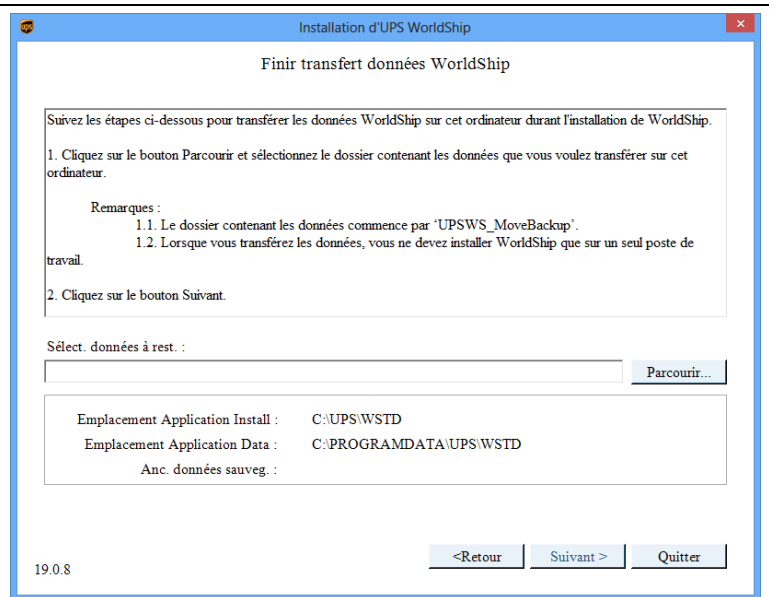 ups
Installation d'UPS WorldShip
Finir transfert données WorldShip
Suivez les étapes ci-dessous pour transférer les données WorldShip sur cet ordinateur durant l'installation de WorldShip.
1. Cliquez sur le bouton Parcourir et sélectionnez le dossier contenant les données que vous voulez transférer sur cet
ordinateur.
Remarques :
1.1. Le dossier contenant les données commence par ‘UPSWS_MoveBackup’.
1.2. Lorsque vous transférez les données, vous ne devez installer WorldShip que sur un seul poste de
travail.
2. Cliquez sur le bouton Suivant.
Sélect. données à rest. :
Parcourir...
Emplacement Application Install : C:\UPS\WSTD
Emplacement Application Data : C:\PROGRAMDATA\UPS\WSTD
Anc. données sauveg. :
<Retour Suivant > Quitter
19.0.8